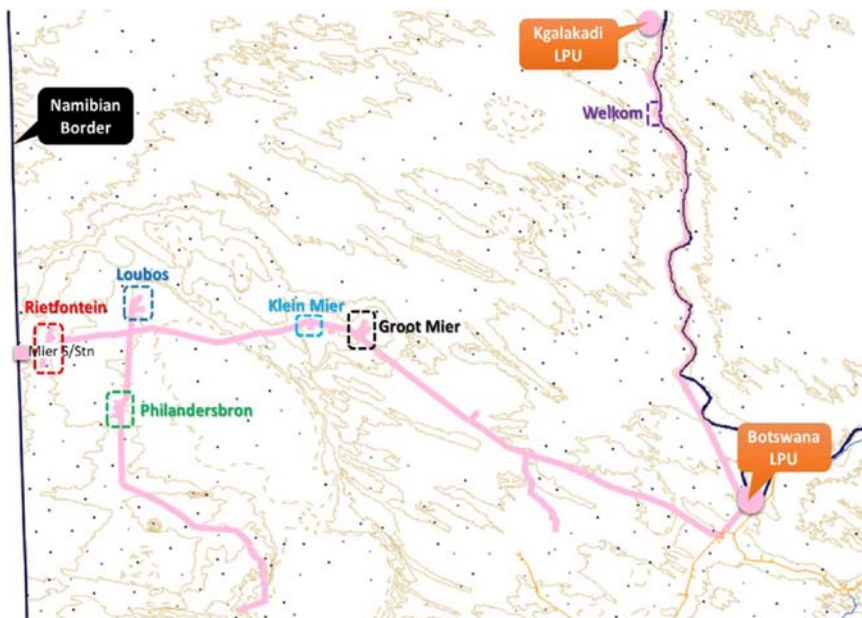 Kgalakadi
LPU
Namibian
Border
Welkom
Loubos
Rietfontein
Klein Mier
Groot Mier
Mier S/Stn
Philandersbron
Botswana
LPU